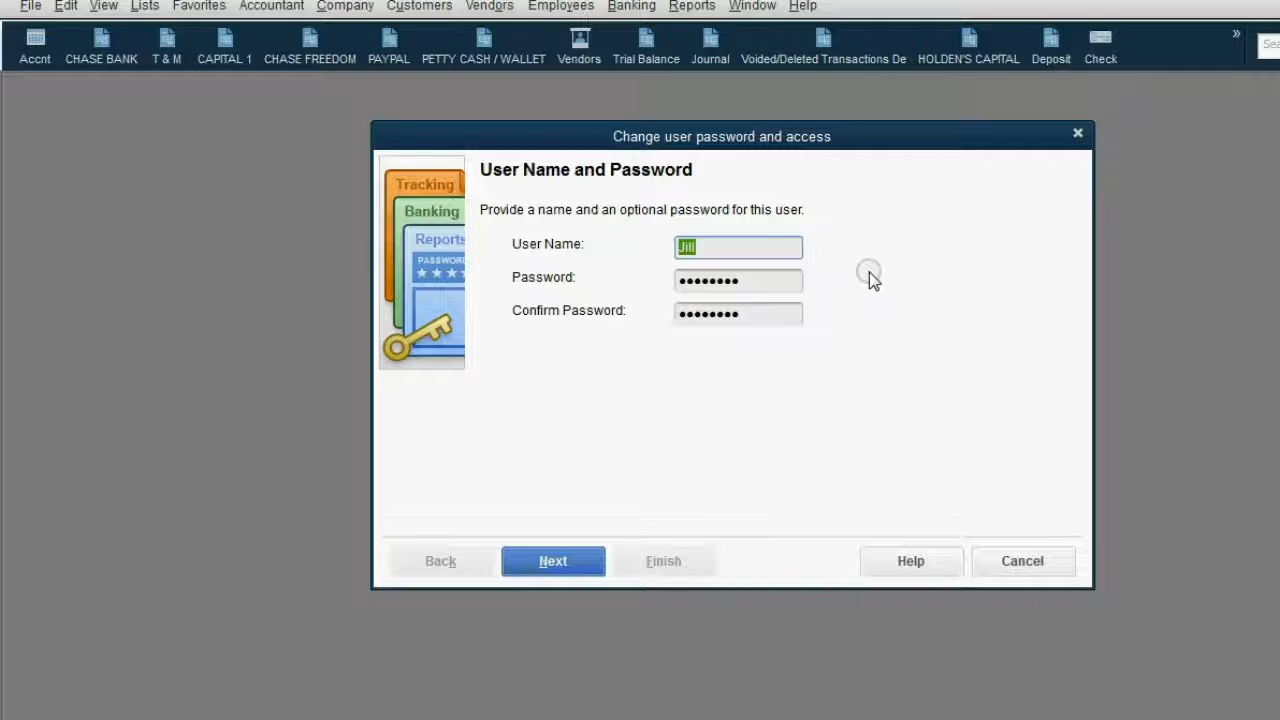 File Edit View Lists Favorites Accountant Company Customers Vendors Employees Banking Reports Window Help
Accnt CHASE BANK T & M CAPITAL 1 CHASE FREEDOM PAYPAL PETTY CASH / WALLET Vendors Trial Balance Journal Voided/Deleted Transactions De HOLDEN'S CAPITAL Deposit Check » Sea
Change user password and access
Tracking
Banking
Reports
PASSWOR
User Name and Password
Provide a name and an optional password for this user.
User Name: Jill
Password: ••••••••
Confirm Password: ••••••••
Back Next Finish Help Cancel